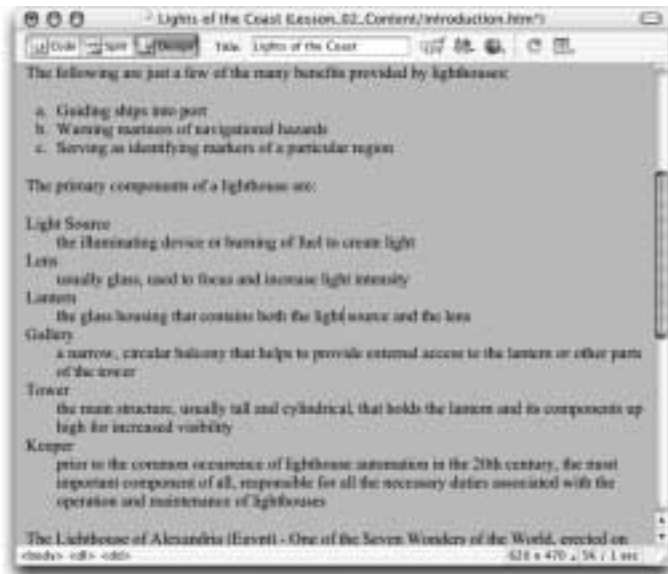 Lights of the Coast (Lesson_02_Content/introduction.htm*)
Code Split Design Title: Lights of the Coast
The following are just a few of the many benefits provided by lighthouses:
a. Guiding ships into port
b. Warning mariners of navigational hazards
c. Serving as identifying markers of a particular region
The primary components of a lighthouse are:
Light Source
the illuminating device or burning of fuel to create light
Lens
usually glass, used to focus and increase light intensity
Lantern
the glass housing that contains both the light source and the lens
Gallery
a narrow, circular balcony that helps to provide external access to the lantern or other parts
of the tower
Tower
the main structure, usually tall and cylindrical, that holds the lantern and its components up
high for increased visibility
Keeper
prior to the common occurrence of lighthouse automation in the 20th century, the most
important component of all, responsible for all the necessary duties associated with the
operation and maintenance of lighthouses
The Lighthouse of Alexandria (Egypt) - One of the Seven Wonders of the World, erected on
<body> <dl> <dd> 620 x 470 5K / 1 sec